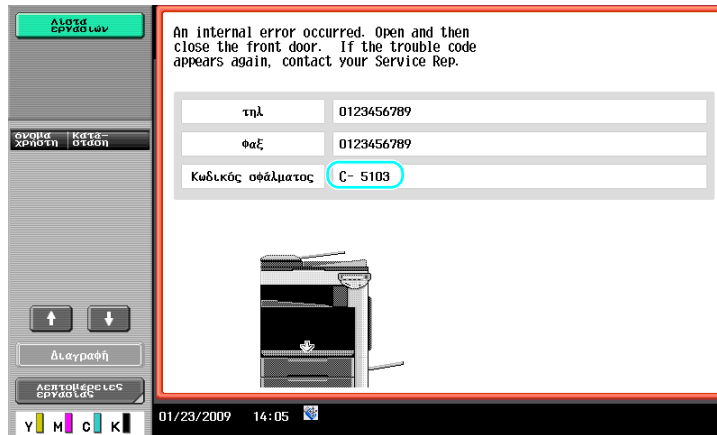 Λίστα
εργασιών
An internal error occurred. Open and then
close the front door. If the trouble code
appears again, contact your Service Rep.
τηλ 0123456789
όνομα χρήστη Κατά-σταση
Φαξ 0123456789
Κωδικός σφάλματος C- 5103
Διαγραφή
Λεπτομέρειες
εργασίας
Y M C K
01/23/2009 14:05